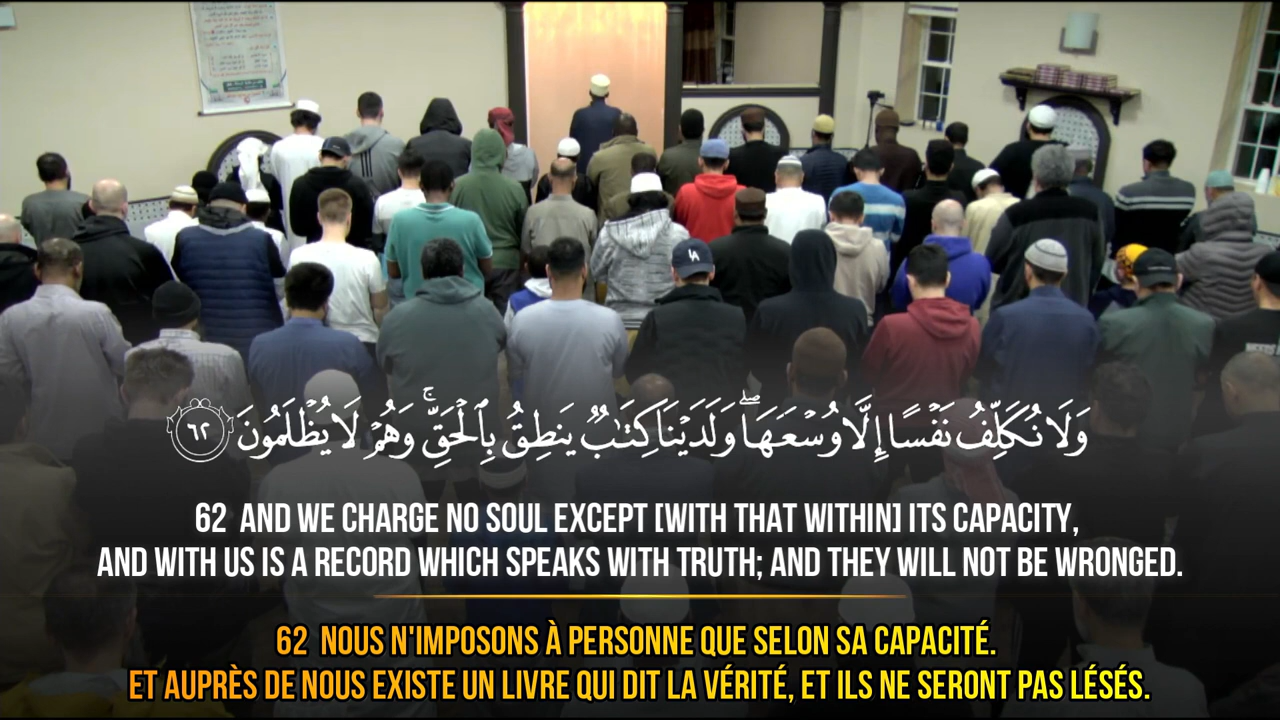 وَلَا نُكَلِّفُ نَفْسًا إِلَّا وُسْعَهَا ۖ وَلَدَيْنَا كِتَٰبٌ يَنطِقُ بِٱلْحَقِّ ۚ وَهُمْ لَا يُظْلَمُونَ ٦٢
62 AND WE CHARGE NO SOUL EXCEPT [WITH THAT WITHIN] ITS CAPACITY,
AND WITH US IS A RECORD WHICH SPEAKS WITH TRUTH; AND THEY WILL NOT BE WRONGED.
62 NOUS N'IMPOSONS À PERSONNE QUE SELON SA CAPACITÉ.
ET AUPRÈS DE NOUS EXISTE UN LIVRE QUI DIT LA VÉRITÉ, ET ILS NE SERONT PAS LÉSÉS.